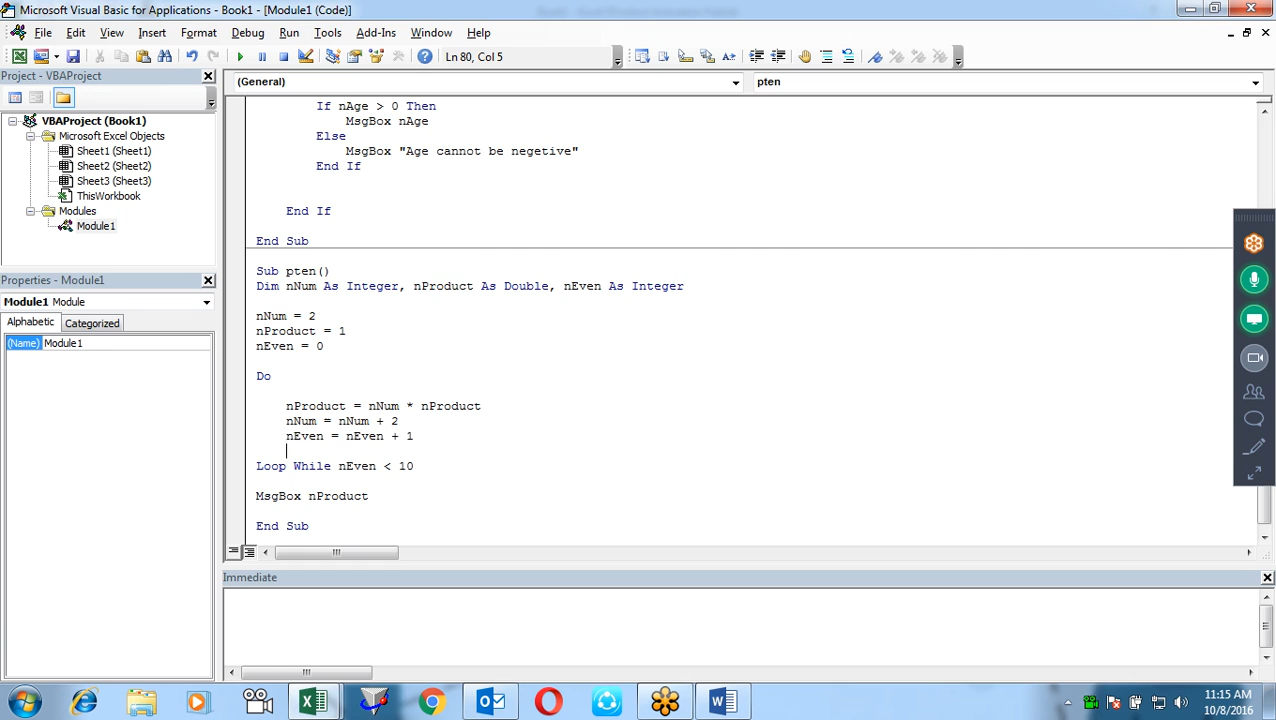 Microsoft Visual Basic for Applications - Book1 - [Module1 (Code)]
File Edit View Insert Format Debug Run Tools Add-Ins Window Help
Ln 80, Col 5
Project - VBAProject
(General)
pten
VBAProject (Book1)
Microsoft Excel Objects
Sheet1 (Sheet1)
Sheet2 (Sheet2)
Sheet3 (Sheet3)
ThisWorkbook
Modules
Module1
Properties - Module1
Module1 Module
Alphabetic Categorized
(Name) Module1
If nAge > 0 Then
MsgBox nAge
Else
MsgBox "Age cannot be negetive"
End If
End If
End Sub
Sub pten()
Dim nNum As Integer, nProduct As Double, nEven As Integer
nNum = 2
nProduct = 1
nEven = 0
Do
nProduct = nNum * nProduct
nNum = nNum + 2
nEven = nEven + 1
Loop While nEven < 10
MsgBox nProduct
End Sub
Immediate
11:15 AM
10/8/2016